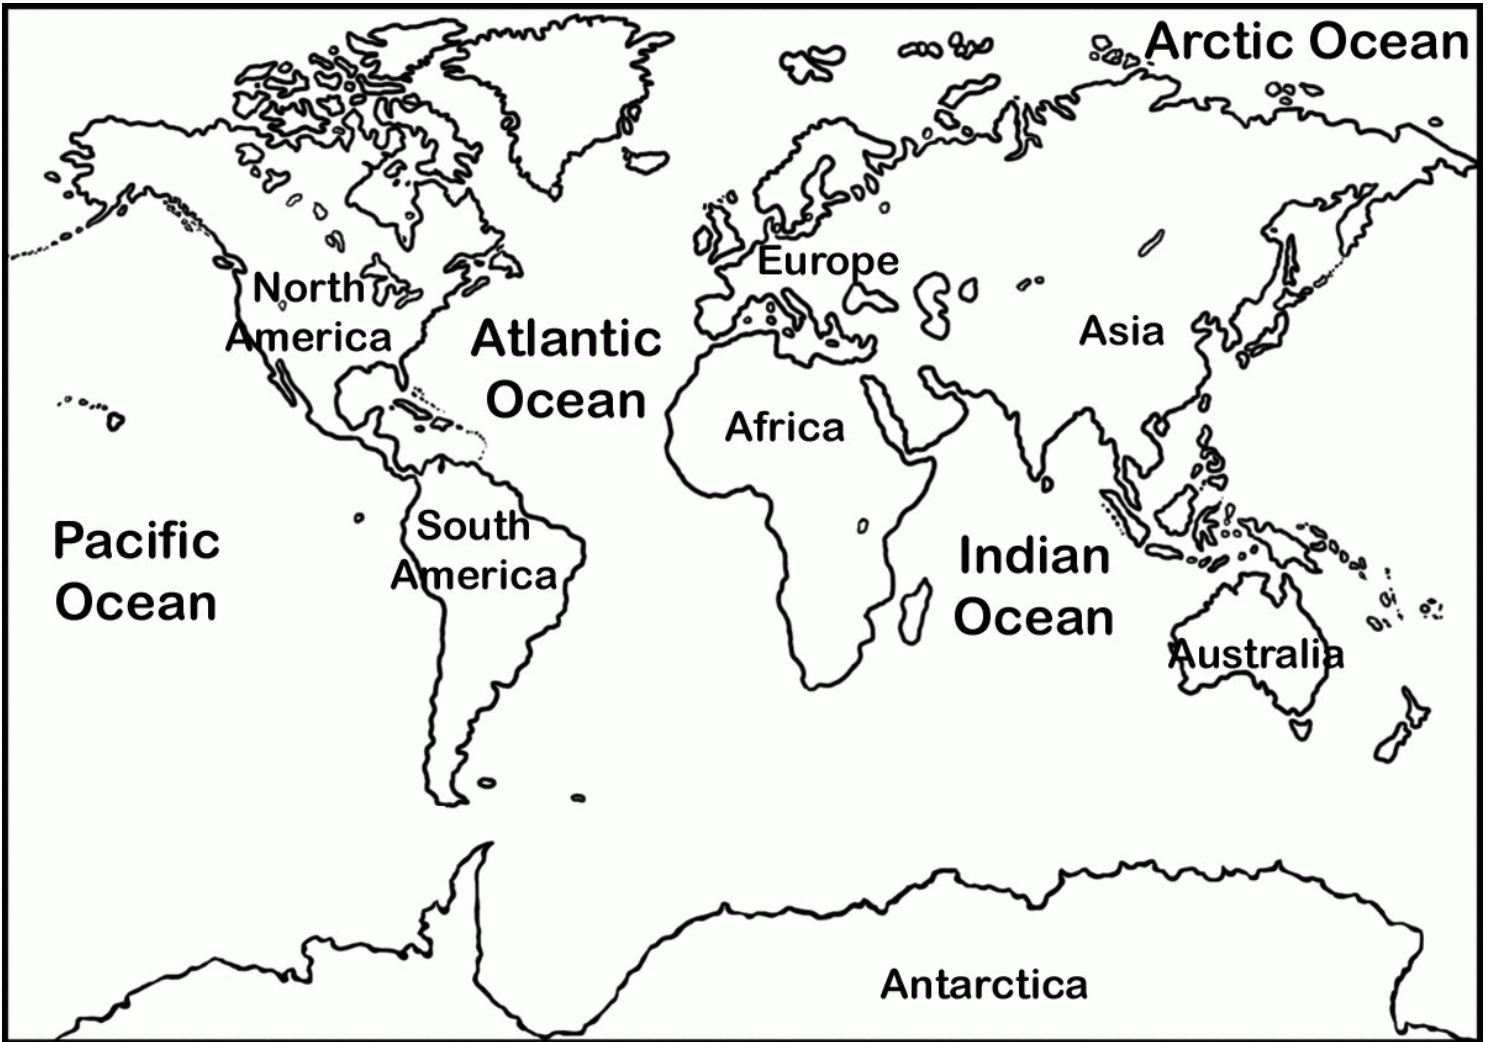 Arctic Ocean
North
America
Atlantic
Ocean
Europe
Asia
Africa
Pacific
Ocean
South
America
Indian
Ocean
Australia
Antarctica